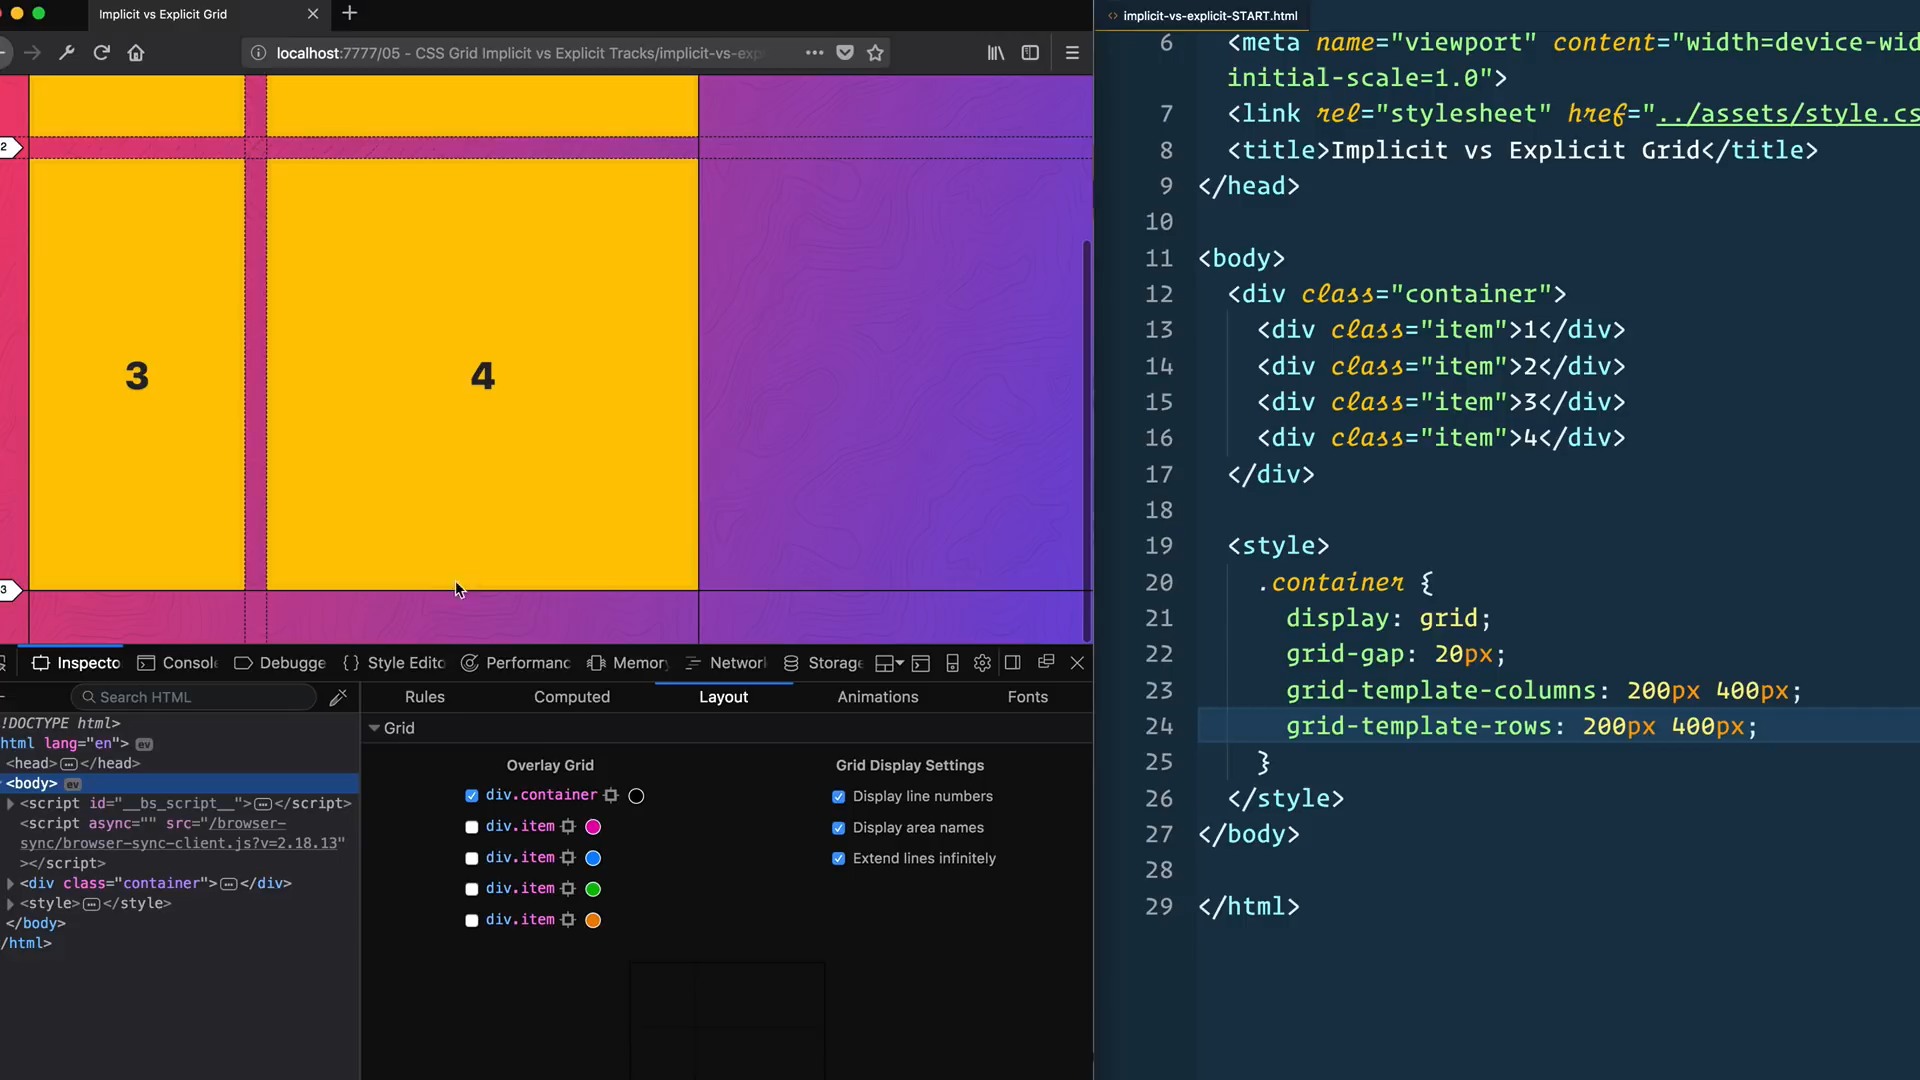 Implicit vs Explicit Grid
localhost:7777/05 - CSS Grid Implicit vs Explicit Tracks/implicit-vs-exp
2
3
4
3
Inspecto
Console
Debugge
Style Edito
Performanc
Memory
Networ
Storage
Search HTML
!DOCTYPE html>
html lang="en"> ev
<head> </head>
<body> ev
<script id="__bs_script__"> </script>
<script async="" src="/browser-
sync/browser-sync-client.js?v=2.18.13"
></script>
<div class="container"> </div>
<style> </style>
</body>
/html>
Rules
Computed
Layout
Animations
Fonts
Grid
Overlay Grid
div.container
div.item
div.item
div.item
div.item
Grid Display Settings
Display line numbers
Display area names
Extend lines infinitely
implicit-vs-explicit-START.html
6 <meta name="viewport" content="width=device-wid
initial-scale=1.0">
7 <link rel="stylesheet" href="../assets/style.cs
8 <title>Implicit vs Explicit Grid</title>
9 </head>
10
11 <body>
12 <div class="container">
13 <div class="item">1</div>
14 <div class="item">2</div>
15 <div class="item">3</div>
16 <div class="item">4</div>
17 </div>
18
19 <style>
20 .container {
21 display: grid;
22 grid-gap: 20px;
23 grid-template-columns: 200px 400px;
24 grid-template-rows: 200px 400px;
25 }
26 </style>
27 </body>
28
29 </html>